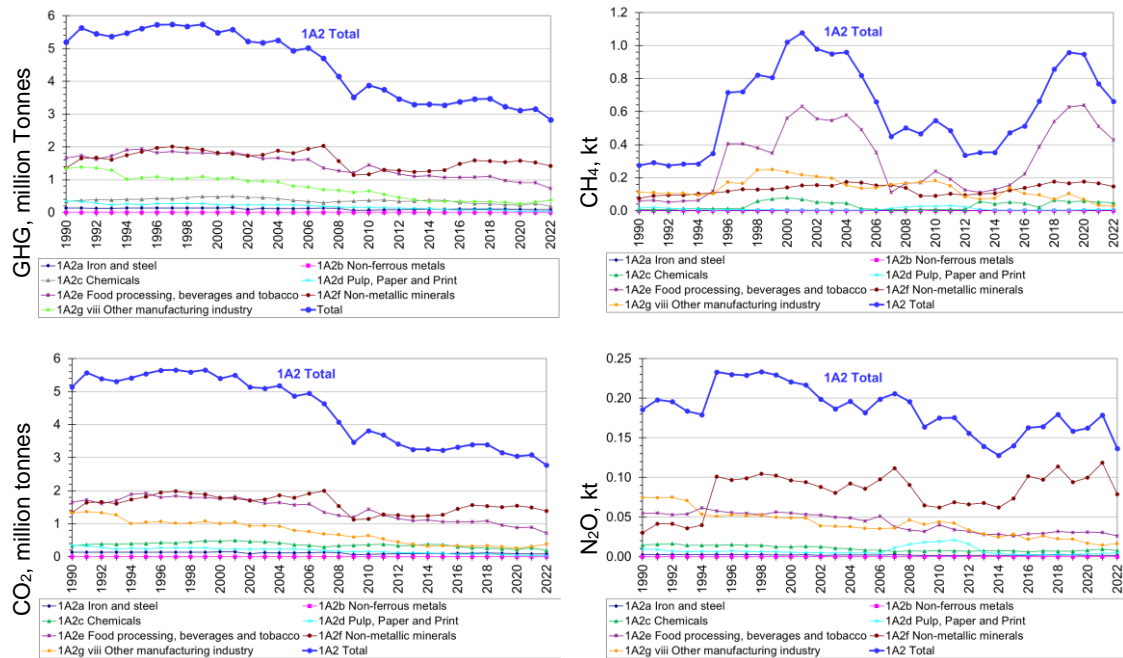 GHG, million Tonnes
6
5
4
3
2
1
0
1A2 Total
1990 1992 1994 1996 1998 2000 2002 2004 2006 2008 2010 2012 2014 2016 2018 2020 2022
1A2a Iron and steel 1A2b Non-ferrous metals
1A2c Chemicals 1A2d Pulp, Paper and Print
1A2e Food processing, beverages and tobacco 1A2f Non-metallic minerals
1A2g viii Other manufacturing industry Total
CH₄, kt
1.2
1.0
0.8
0.6
0.4
0.2
0.0
1A2 Total
1990 1992 1994 1996 1998 2000 2002 2004 2006 2008 2010 2012 2014 2016 2018 2020 2022
1A2a Iron and steel 1A2b Non-ferrous metals
1A2c Chemicals 1A2d Pulp, Paper and Print
1A2e Food processing, beverages and tobacco 1A2f Non-metallic minerals
1A2g viii Other manufacturing industry 1A2 Total
CO₂, million tonnes
6
5
4
3
2
1
0
1A2 Total
1990 1992 1994 1996 1998 2000 2002 2004 2006 2008 2010 2012 2014 2016 2018 2020 2022
1A2a Iron and steel 1A2b Non-ferrous metals
1A2c Chemicals 1A2d Pulp, Paper and Print
1A2e Food processing, beverages and tobacco 1A2f Non-metallic minerals
1A2g viii Other manufacturing industry 1A2 Total
N₂O, kt
0.25
0.20
0.15
0.10
0.05
0.00
1A2 Total
1990 1992 1994 1996 1998 2000 2002 2004 2006 2008 2010 2012 2014 2016 2018 2020 2022
1A2a Iron and steel 1A2b Non-ferrous metals
1A2c Chemicals 1A2d Pulp, Paper and Print
1A2e Food processing, beverages and tobacco 1A2f Non-metallic minerals
1A2g viii Other manufacturing industry 1A2 Total